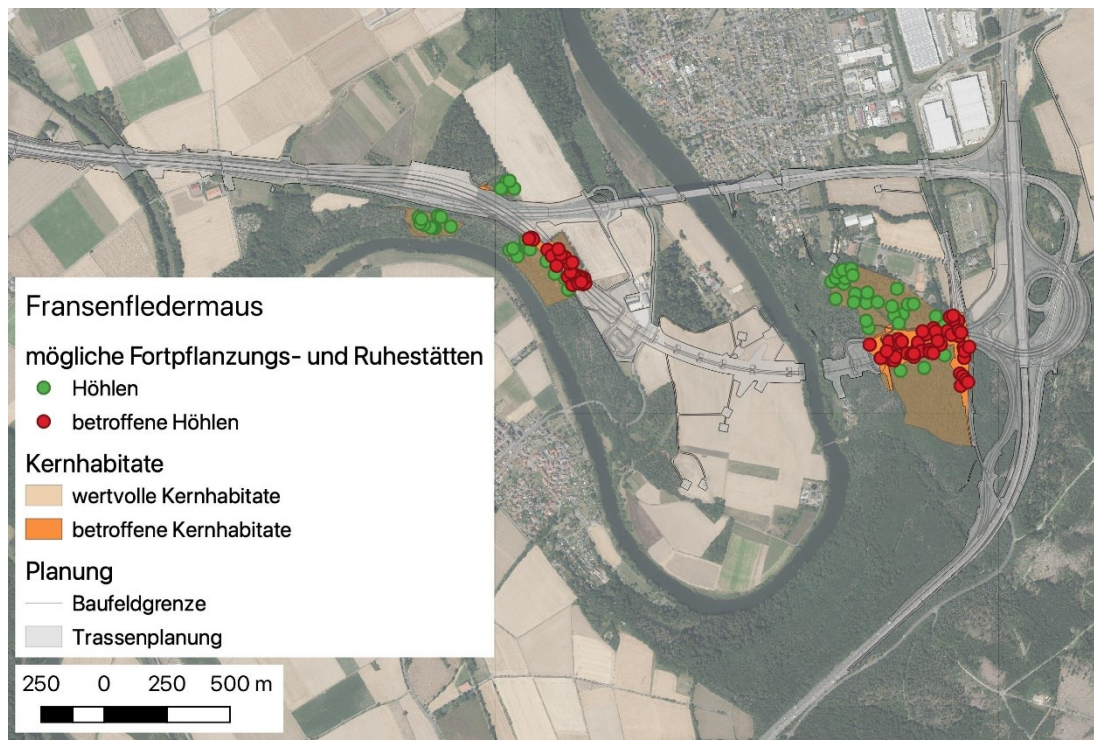 Fransenfledermaus
mögliche Fortpflanzungs- und Ruhestätten
Höhlen
betroffene Höhlen
Kernhabitate
wertvolle Kernhabitate
betroffene Kernhabitate
Planung
Baufeldgrenze
Trassenplanung
250 0 250 500 m